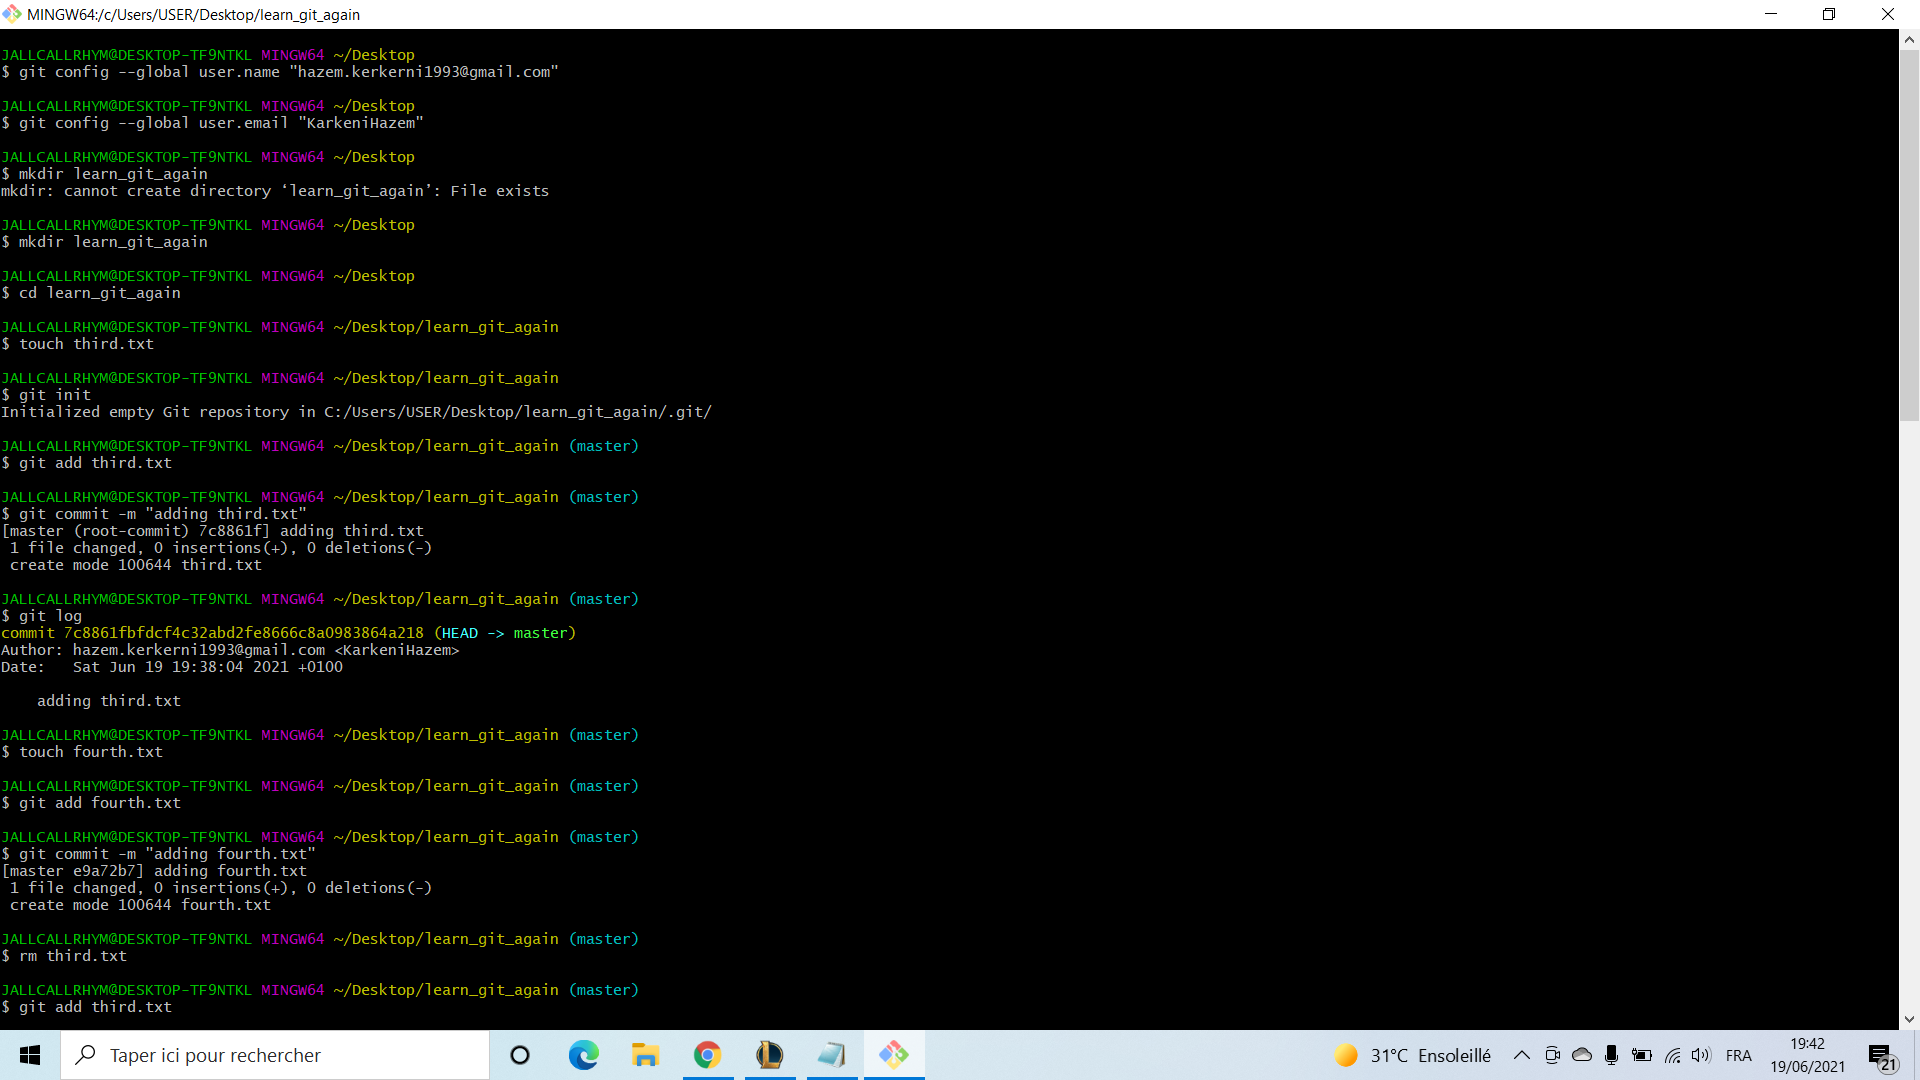 MINGW64:/c/Users/USER/Desktop/learn_git_again
JALLCALLRHYM@DESKTOP-TF9NTKL MINGW64 ~/Desktop
$ git config --global user.name "hazem.kerkerni1993@gmail.com"
JALLCALLRHYM@DESKTOP-TF9NTKL MINGW64 ~/Desktop
$ git config --global user.email "KarkeniHazem"
JALLCALLRHYM@DESKTOP-TF9NTKL MINGW64 ~/Desktop
$ mkdir learn_git_again
mkdir: cannot create directory ‘learn_git_again’: File exists
JALLCALLRHYM@DESKTOP-TF9NTKL MINGW64 ~/Desktop
$ mkdir learn_git_again
JALLCALLRHYM@DESKTOP-TF9NTKL MINGW64 ~/Desktop
$ cd learn_git_again
JALLCALLRHYM@DESKTOP-TF9NTKL MINGW64 ~/Desktop/learn_git_again
$ touch third.txt
JALLCALLRHYM@DESKTOP-TF9NTKL MINGW64 ~/Desktop/learn_git_again
$ git init
Initialized empty Git repository in C:/Users/USER/Desktop/learn_git_again/.git/
JALLCALLRHYM@DESKTOP-TF9NTKL MINGW64 ~/Desktop/learn_git_again (master)
$ git add third.txt
JALLCALLRHYM@DESKTOP-TF9NTKL MINGW64 ~/Desktop/learn_git_again (master)
$ git commit -m "adding third.txt"
[master (root-commit) 7c8861f] adding third.txt
1 file changed, 0 insertions(+), 0 deletions(-)
create mode 100644 third.txt
JALLCALLRHYM@DESKTOP-TF9NTKL MINGW64 ~/Desktop/learn_git_again (master)
$ git log
commit 7c8861fbfdcf4c32abd2fe8666c8a0983864a218 (HEAD -> master)
Author: hazem.kerkerni1993@gmail.com <KarkeniHazem>
Date:   Sat Jun 19 19:38:04 2021 +0100
adding third.txt
JALLCALLRHYM@DESKTOP-TF9NTKL MINGW64 ~/Desktop/learn_git_again (master)
$ touch fourth.txt
JALLCALLRHYM@DESKTOP-TF9NTKL MINGW64 ~/Desktop/learn_git_again (master)
$ git add fourth.txt
JALLCALLRHYM@DESKTOP-TF9NTKL MINGW64 ~/Desktop/learn_git_again (master)
$ git commit -m "adding fourth.txt"
[master e9a72b7] adding fourth.txt
1 file changed, 0 insertions(+), 0 deletions(-)
create mode 100644 fourth.txt
JALLCALLRHYM@DESKTOP-TF9NTKL MINGW64 ~/Desktop/learn_git_again (master)
$ rm third.txt
JALLCALLRHYM@DESKTOP-TF9NTKL MINGW64 ~/Desktop/learn_git_again (master)
$ git add third.txt
Taper ici pour rechercher
31°C Ensoleillé
FRA
19:42
19/06/2021
21